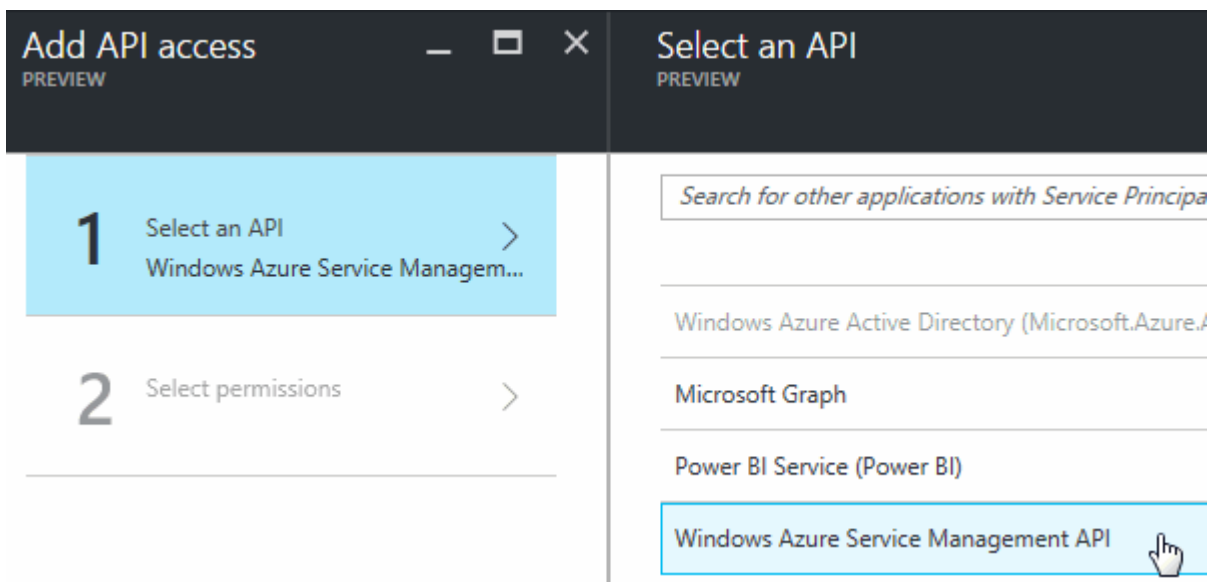 Add API access
PREVIEW
1
Select an API
Windows Azure Service Managem...
2
Select permissions
Select an API
PREVIEW
Search for other applications with Service Principa
Windows Azure Active Directory (Microsoft.Azure.A
Microsoft Graph
Power BI Service (Power BI)
Windows Azure Service Management API